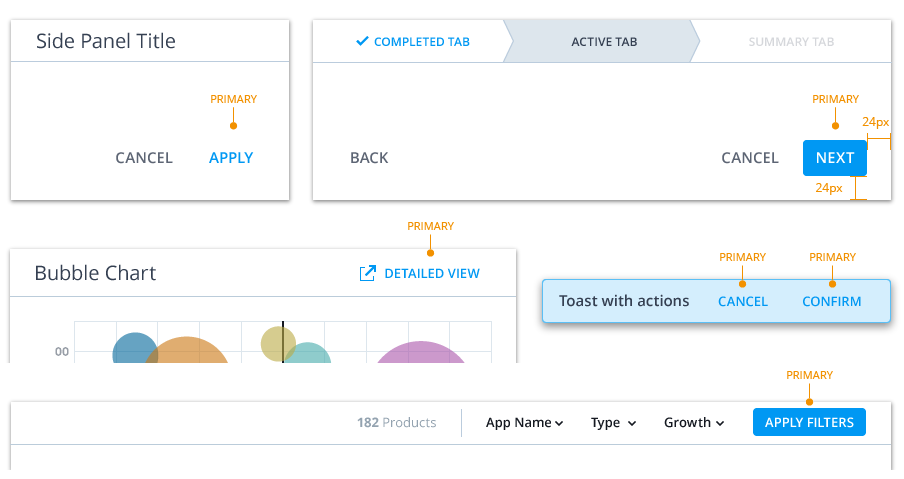 Side Panel Title
PRIMARY
CANCEL APPLY
COMPLETED TAB ACTIVE TAB SUMMARY TAB
PRIMARY
24px
BACK CANCEL NEXT
24px
PRIMARY
Bubble Chart DETAILED VIEW
00
PRIMARY PRIMARY
Toast with actions CANCEL CONFIRM
PRIMARY
182 Products App Name Type Growth APPLY FILTERS